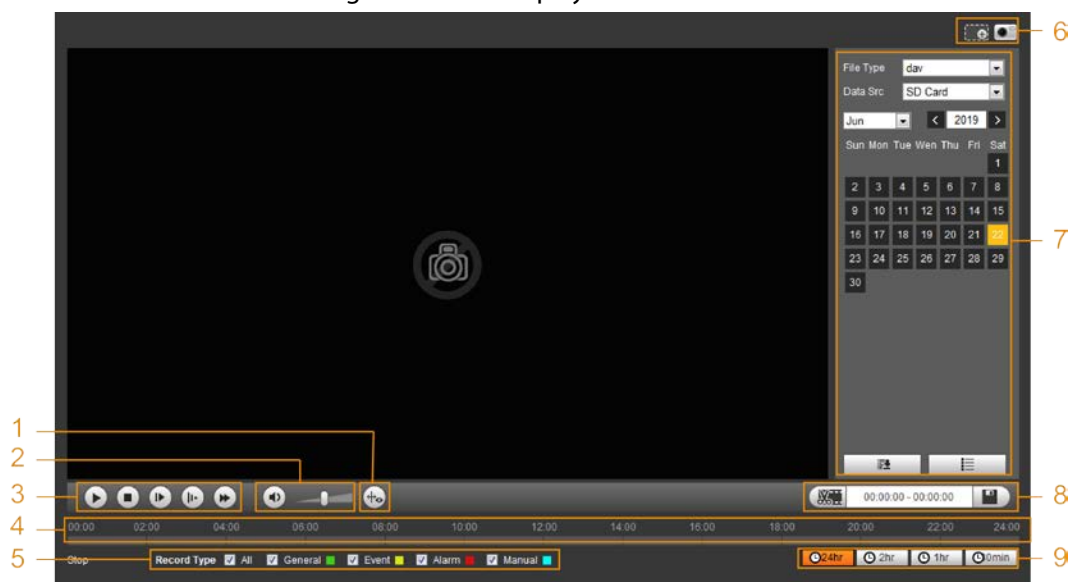 6
File Type dav
Data Src SD Card
Jun 2019
Sun Mon Tue Wen Thu Fri Sat
1
2 3 4 5 6 7 8
9 10 11 12 13 14 15
16 17 18 19 20 21 22
7
23 24 25 26 27 28 29
30
1
2
3
00:00:00 - 00:00:00
8
4
00:00 02:00 04:00 06:00 08:00 10:00 12:00 14:00 16:00 18:00 20:00 22:00 24:00
5
Stop Record Type All General Event Alarm Manual
24hr 2hr 1hr 0min
9